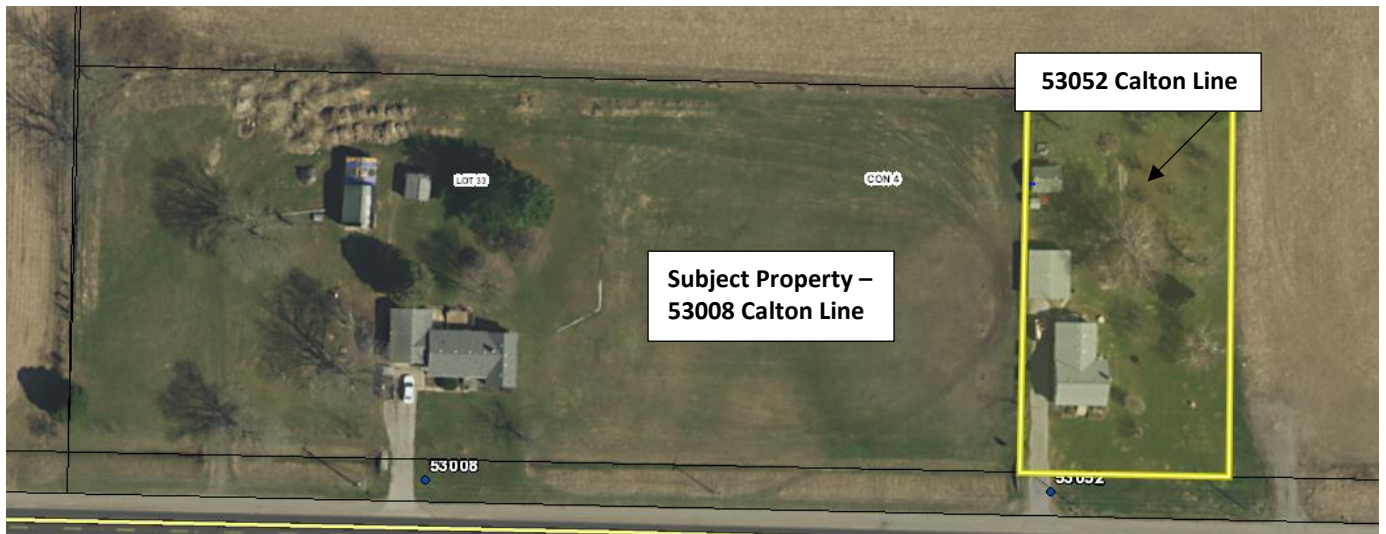 53052 Calton Line
LOT 33
CON 4
Subject Property –
53008 Calton Line
53008
53052